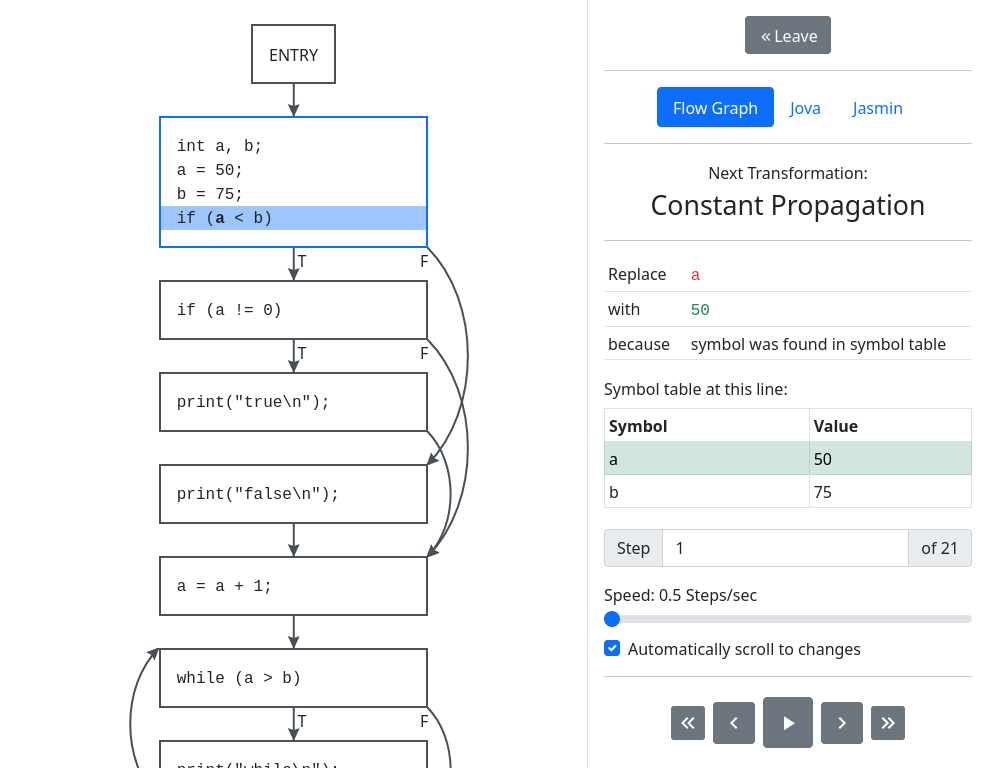 ENTRY
int a, b;
a = 50;
b = 75;
if (a < b)
T
F
if (a != 0)
T
F
print("true\n");
print("false\n");
a = a + 1;
while (a > b)
T
F
print("while\n");
« Leave
Flow Graph Jova Jasmin
Next Transformation:
Constant Propagation
Replace a
with 50
because symbol was found in symbol table
Symbol table at this line:
Symbol Value
a 50
b 75
Step 1 of 21
Speed: 0.5 Steps/sec
Automatically scroll to changes